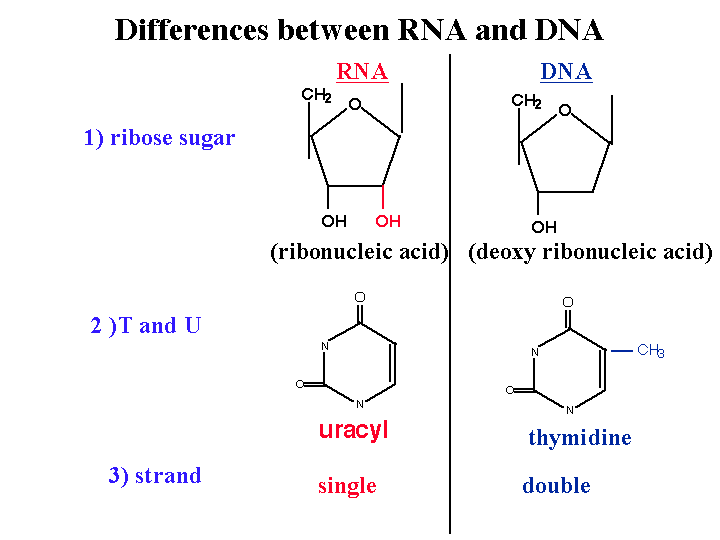 Differences between RNA and DNA
RNA DNA
CH2 O CH2 O
1) ribose sugar
OH OH OH
(ribonucleic acid) (deoxy ribonucleic acid)
O O
2 )T and U
N N CH3
O O
N N
uracyl thymidine
3) strand single double